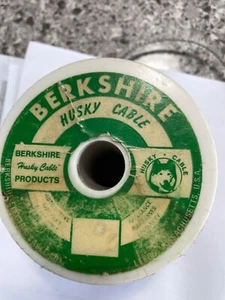 BERKSHIRE
HUSKY CABLE
BERKSHIRE
Husky Cable
PRODUCTS
HUSKY • CABLE
U.S.A.